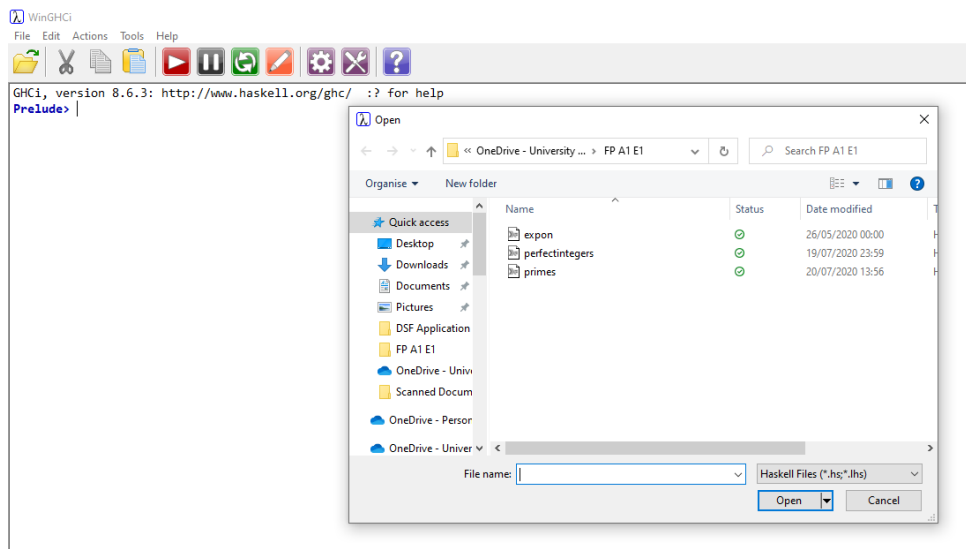 WinGHCi
File Edit Actions Tools Help
GHCi, version 8.6.3: http://www.haskell.org/ghc/ :? for help
Prelude>
Open
« OneDrive - University ... › FP A1 E1
Search FP A1 E1
Organise
New folder
Name Status Date modified
Quick access
Desktop
Downloads
Documents
Pictures
DSF Application
FP A1 E1
OneDrive - Unive
Scanned Docum
OneDrive - Person
OneDrive - Univer
expon 26/05/2020 00:00
perfectintegers 19/07/2020 23:59
primes 20/07/2020 13:56
File name:
Haskell Files (*.hs;*.lhs)
Open
Cancel